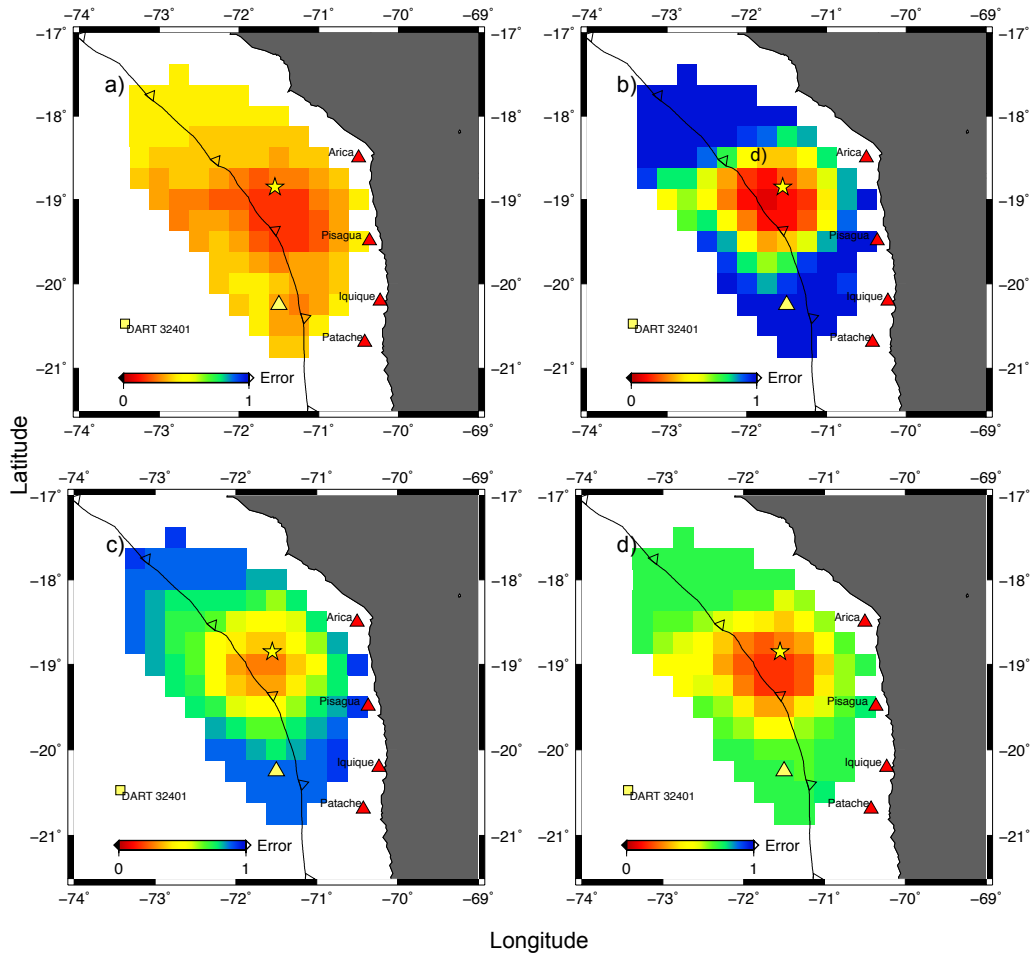 −74˚ −73˚ −72˚ −71˚ −70˚ −69˚
−74˚ −73˚ −72˚ −71˚ −70˚ −69˚
−17˚ −17˚ −17˚ −17˚
a) b)
−18˚ −18˚ −18˚ −18˚
Arica d) Arica
−19˚ −19˚ −19˚ −19˚
Pisagua Pisagua
−20˚ −20˚ −20˚ −20˚
Iquique Iquique
DART 32401 DART 32401
Patache Patache
−21˚ −21˚ −21˚ −21˚
Error Error
0 1 0 1
−74˚ −73˚ −72˚ −71˚ −70˚ −69˚
−74˚ −73˚ −72˚ −71˚ −70˚ −69˚
Latitude
−74˚ −73˚ −72˚ −71˚ −70˚ −69˚
−74˚ −73˚ −72˚ −71˚ −70˚ −69˚
−17˚ −17˚ −17˚ −17˚
c) d)
−18˚ −18˚ −18˚ −18˚
Arica Arica
−19˚ −19˚ −19˚ −19˚
Pisagua Pisagua
−20˚ −20˚ −20˚ −20˚
Iquique Iquique
DART 32401 DART 32401
Patache Patache
−21˚ −21˚ −21˚ −21˚
Error Error
0 1 0 1
−74˚ −73˚ −72˚ −71˚ −70˚ −69˚
−74˚ −73˚ −72˚ −71˚ −70˚ −69˚
Longitude